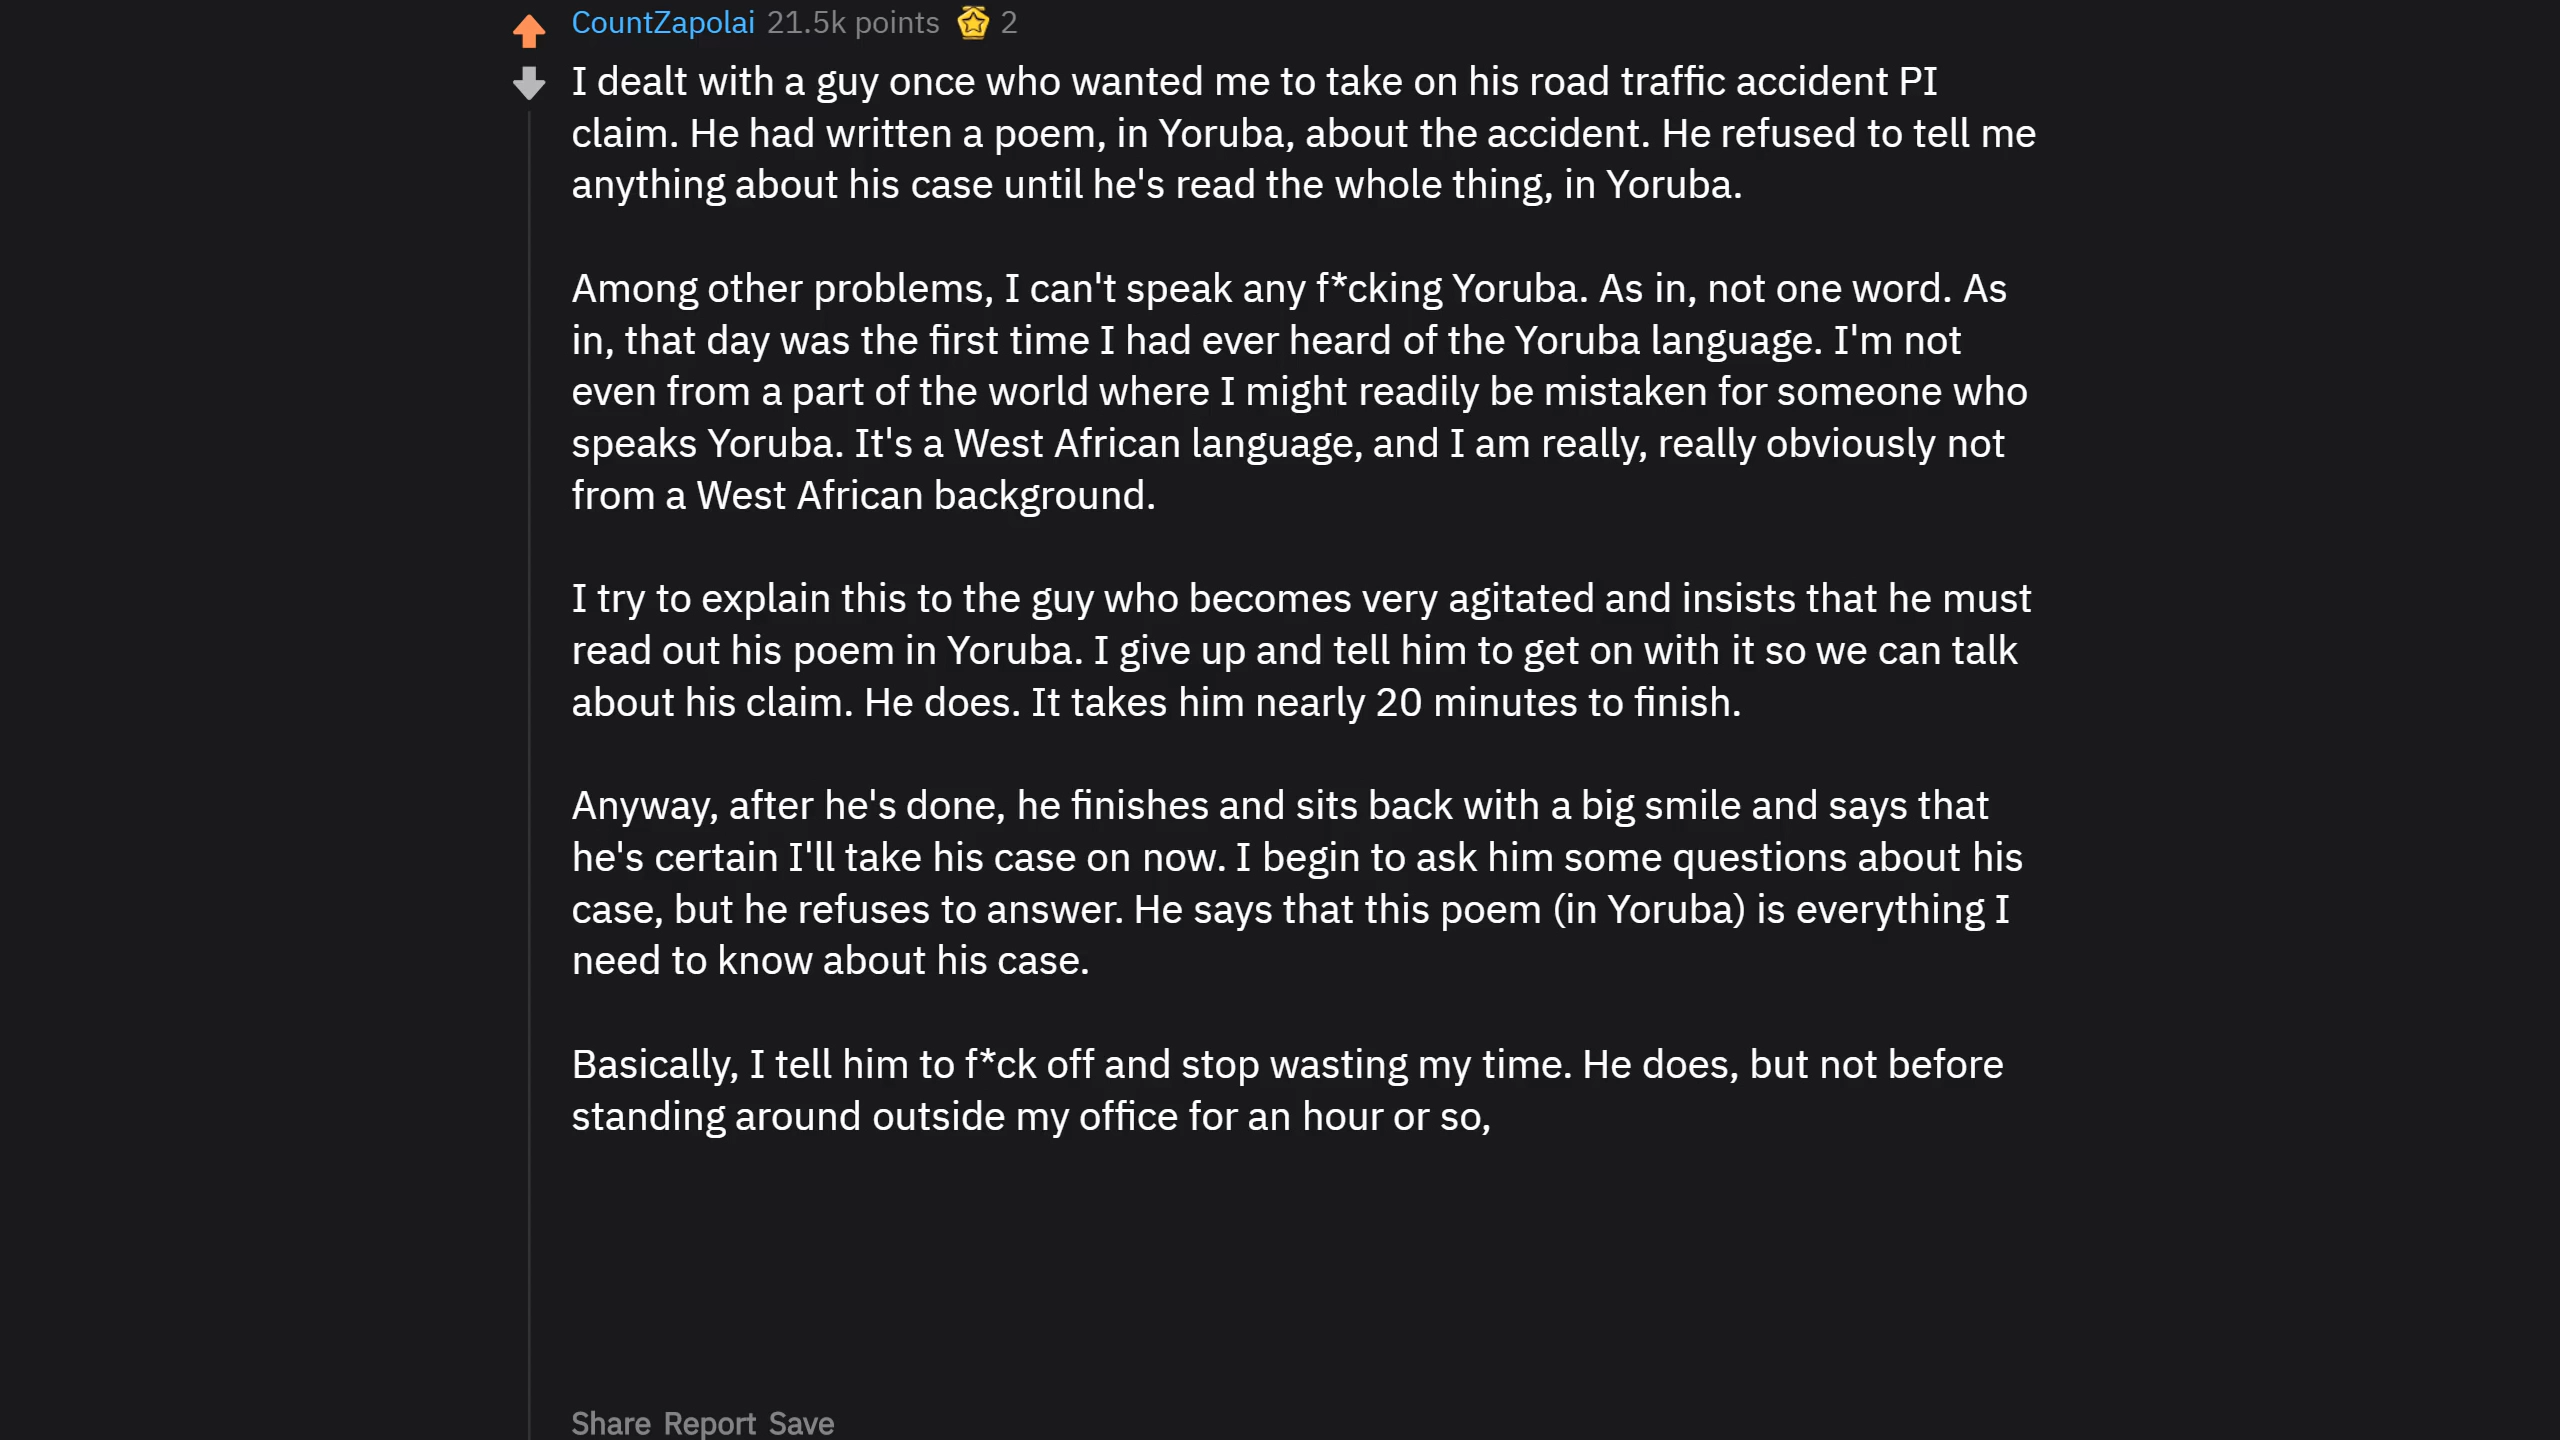 CountZapolai 21.5k points 2
I dealt with a guy once who wanted me to take on his road traffic accident PI
claim. He had written a poem, in Yoruba, about the accident. He refused to tell me
anything about his case until he's read the whole thing, in Yoruba.
Among other problems, I can't speak any f*cking Yoruba. As in, not one word. As
in, that day was the first time I had ever heard of the Yoruba language. I'm not
even from a part of the world where I might readily be mistaken for someone who
speaks Yoruba. It's a West African language, and I am really, really obviously not
from a West African background.
I try to explain this to the guy who becomes very agitated and insists that he must
read out his poem in Yoruba. I give up and tell him to get on with it so we can talk
about his claim. He does. It takes him nearly 20 minutes to finish.
Anyway, after he's done, he finishes and sits back with a big smile and says that
he's certain I'll take his case on now. I begin to ask him some questions about his
case, but he refuses to answer. He says that this poem (in Yoruba) is everything I
need to know about his case.
Basically, I tell him to f*ck off and stop wasting my time. He does, but not before
standing around outside my office for an hour or so,
Share Report Save